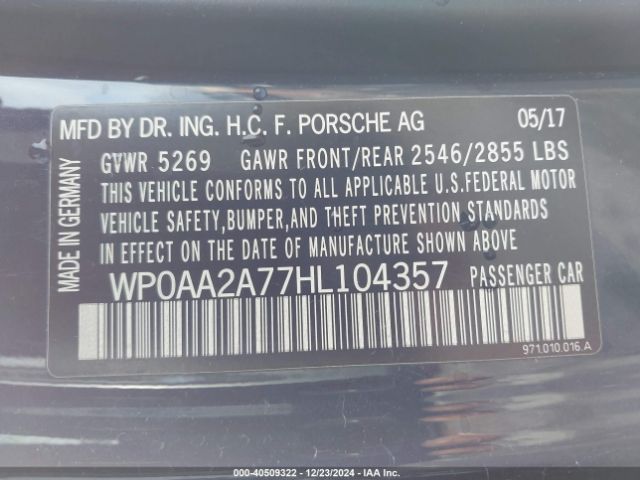 MFD BY DR. ING. H.C. F. PORSCHE AG 05/17
GVWR 5269 GAWR FRONT/REAR 2546/2855 LBS
THIS VEHICLE CONFORMS TO ALL APPLICABLE U.S.FEDERAL MOTOR
VEHICLE SAFETY,BUMPER,AND THEFT PREVENTION STANDARDS
IN EFFECT ON THE DATE OF MANUFACTURE SHOWN ABOVE
MADE IN GERMANY
WP0AA2A77HL104357 PASSENGER CAR
971.010.016.A
000-40509322 - 12/23/2024 - IAA Inc.